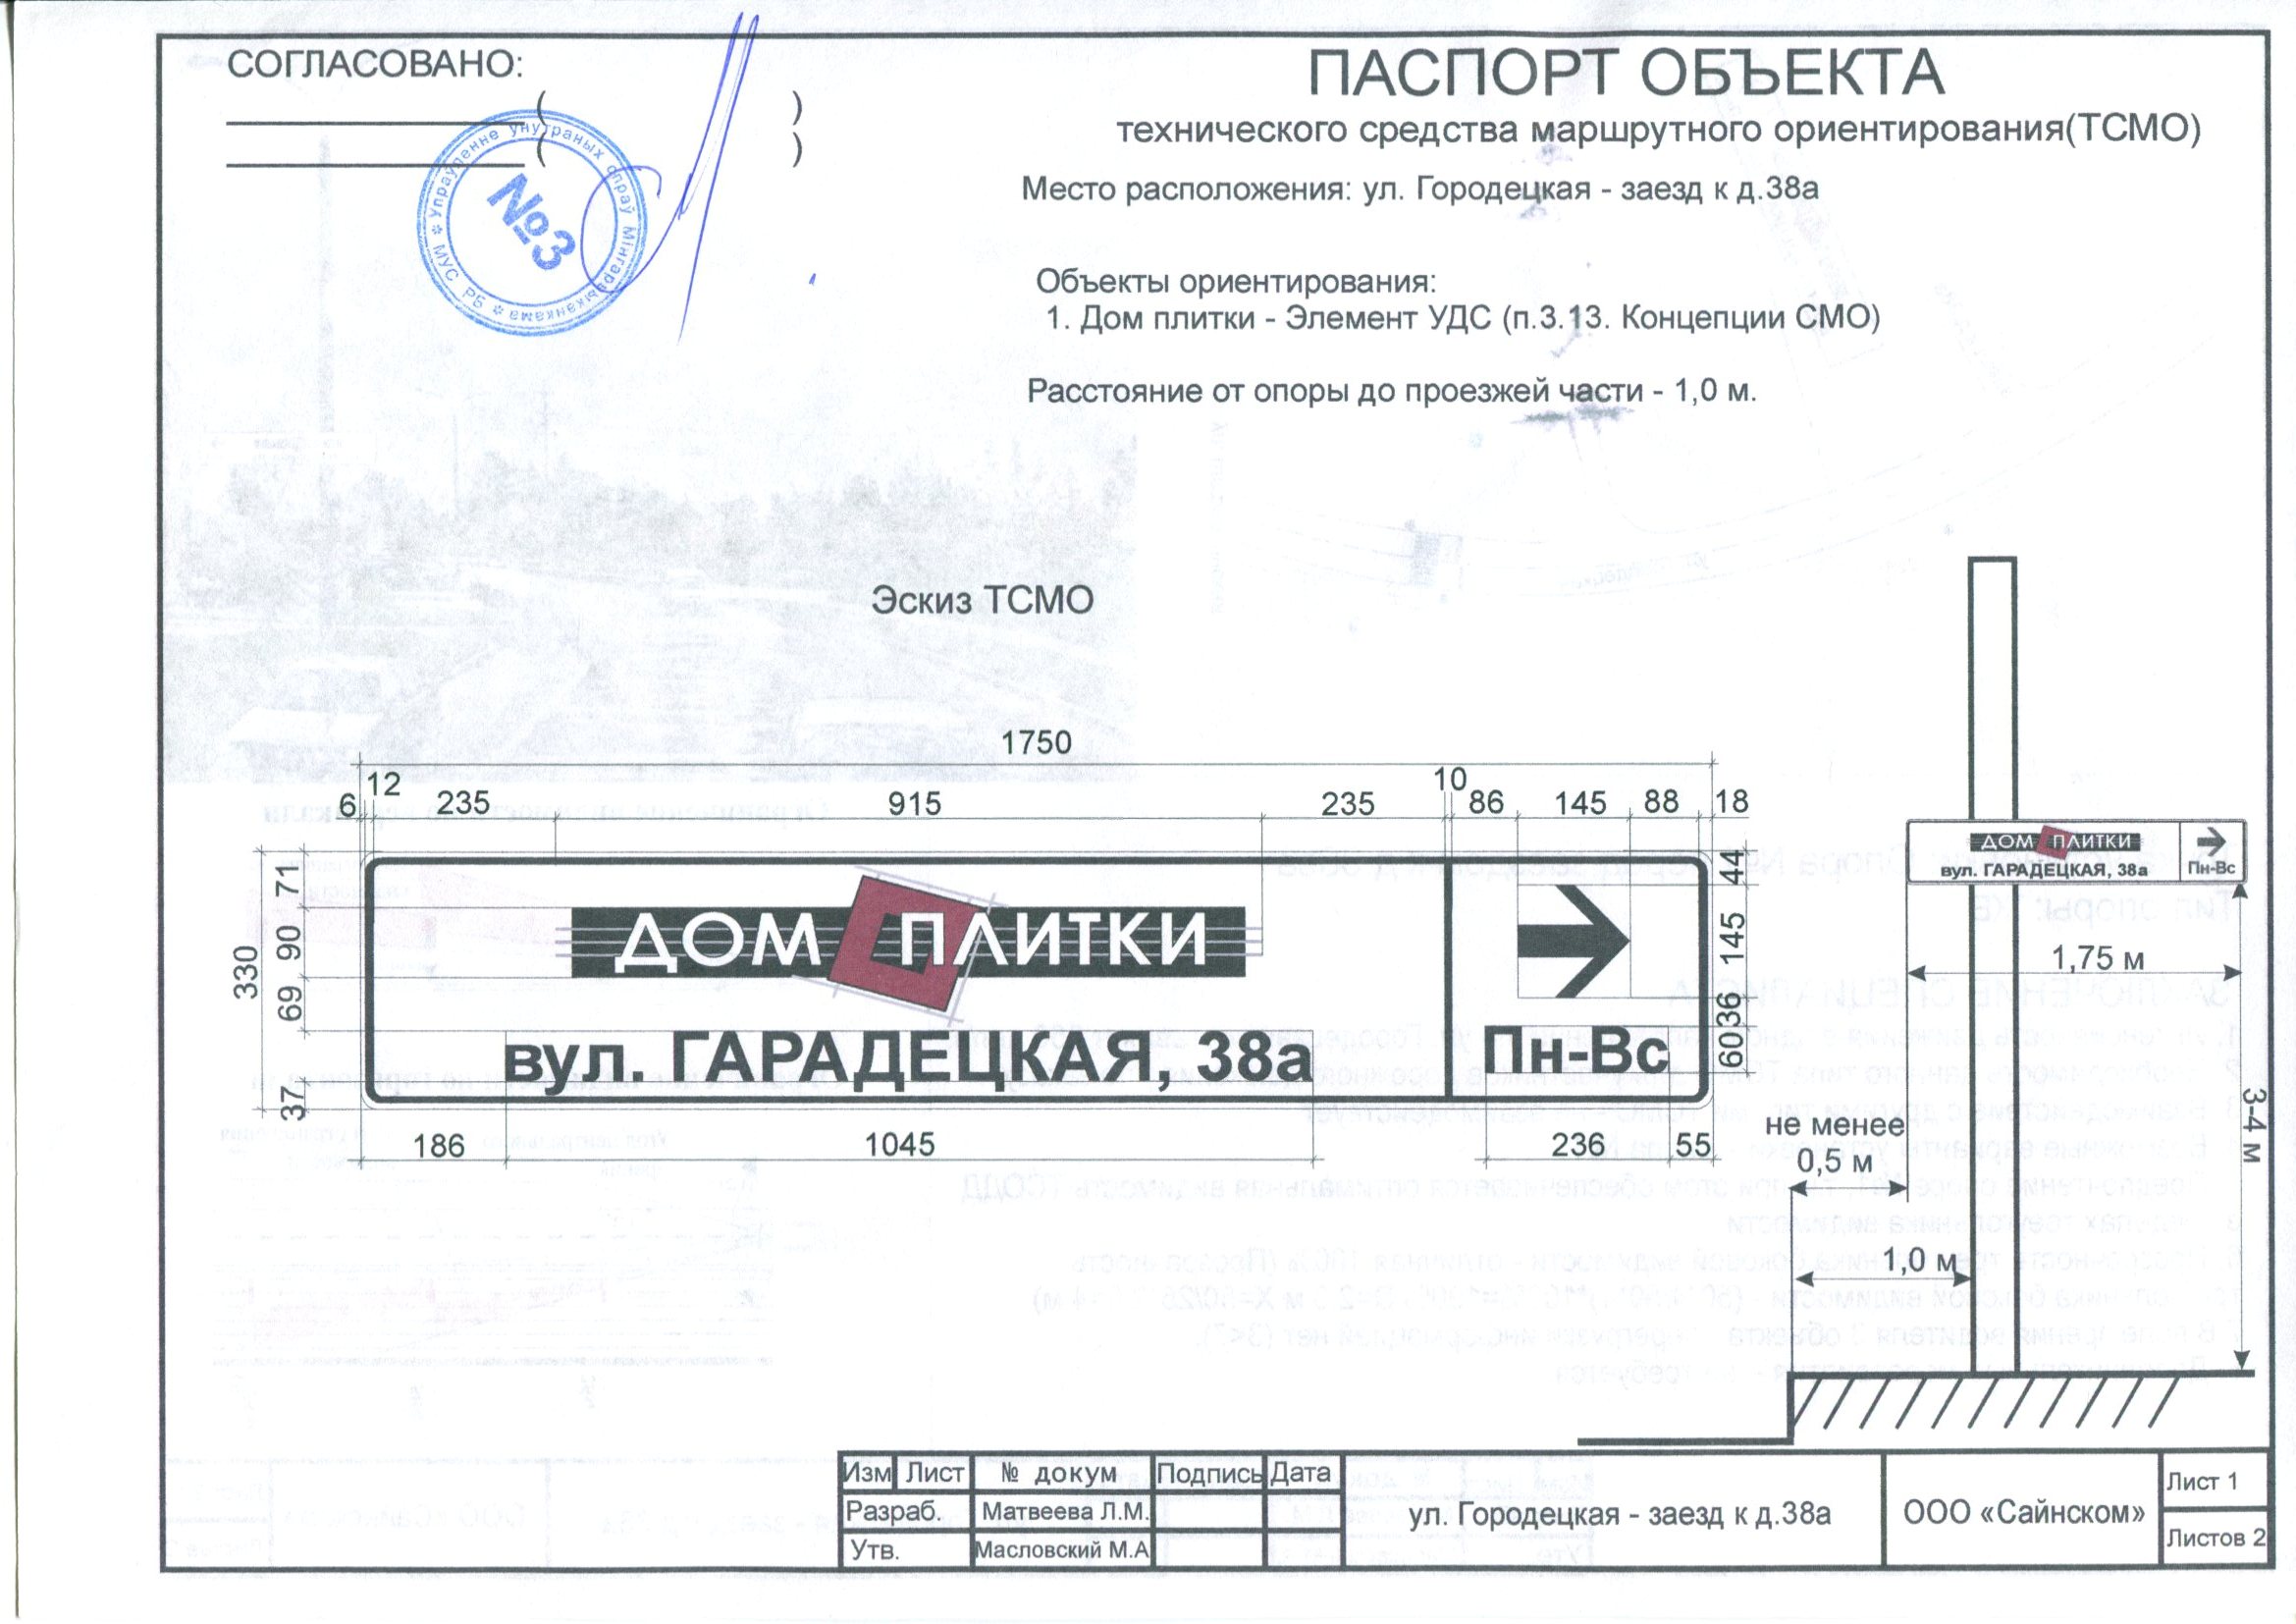 СОГЛАСОВАНО:
( )
( )
✲ Упраўленне унутраных спраў Мінгарвыканкама ✲ МУС РБ
№3
ПАСПОРТ ОБЪЕКТА
технического средства маршрутного ориентирования(ТСМО)
Место расположения: ул. Городецкая - заезд к д.38а
Объекты ориентирования:
1. Дом плитки - Элемент УДС (п.3.13. Концепции СМО)
Расстояние от опоры до проезжей части - 1,0 м.
Эскиз ТСМО
1750
6 12 235 915 235 10 86 145 88 18
330
71
90
69
37
ДОМ ПЛИТКИ
вул. ГАРАДЕЦКАЯ, 38а
Пн-Вс
44
145
36
66
186 1045 236 55
ДОМ ПЛИТКИ
вул. ГАРАДЕЦКАЯ, 38а
Пн-Вс
1,75 м
3-4 м
не менее
0,5 м
1,0 м
Изм Лист № докум Подпись Дата
Разраб. Матвеева Л.М.
Утв. Масловский М.А
ул. Городецкая - заезд к д.38а
ООО «Сайнском»
Лист 1
Листов 2